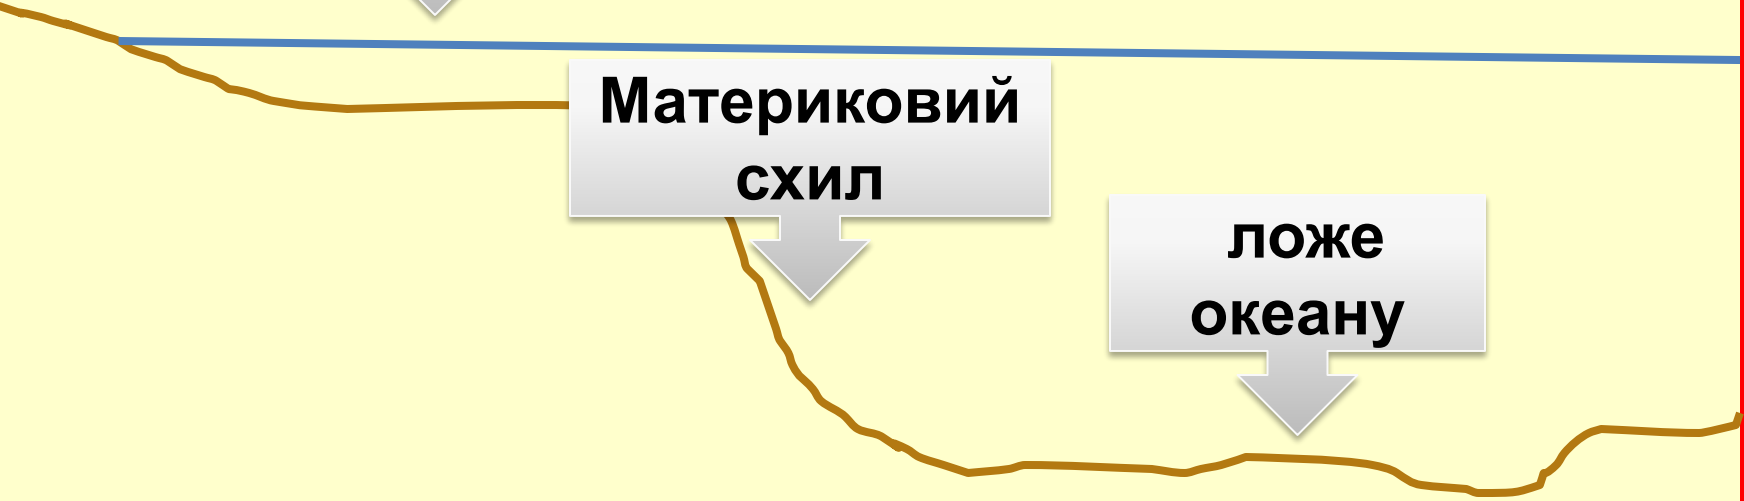 Материковий
схил
ложе
океану